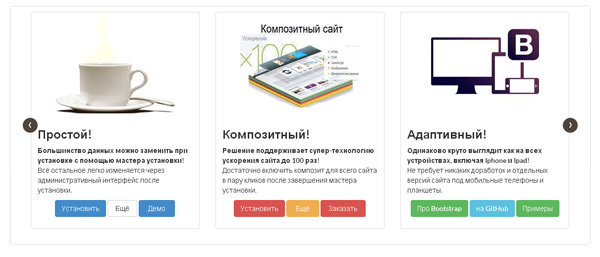 Простой!
Большинство данных можно заменить при
установке с помощью мастера установки!
Всё остальное легко изменяется через
административный интерфейс после
установки.
Установить
Ещё
Демо
Композитный сайт
Ускорение
x100
Композитный!
Решение поддерживает супер-технологию
ускорения сайта до 100 раз!
Достаточно включить композит для всего сайта
в пару кликов после завершения мастера
установки.
Установить
Ещё
Заказать
B
Адаптивный!
Одинаково круто выглядит как на всех
устройствах, включая Iphone и Ipad!
Не требует никаких доработок и отдельных
версий сайта под мобильные телефоны и
планшеты.
Про Bootstrap
на GitHub
Примеры